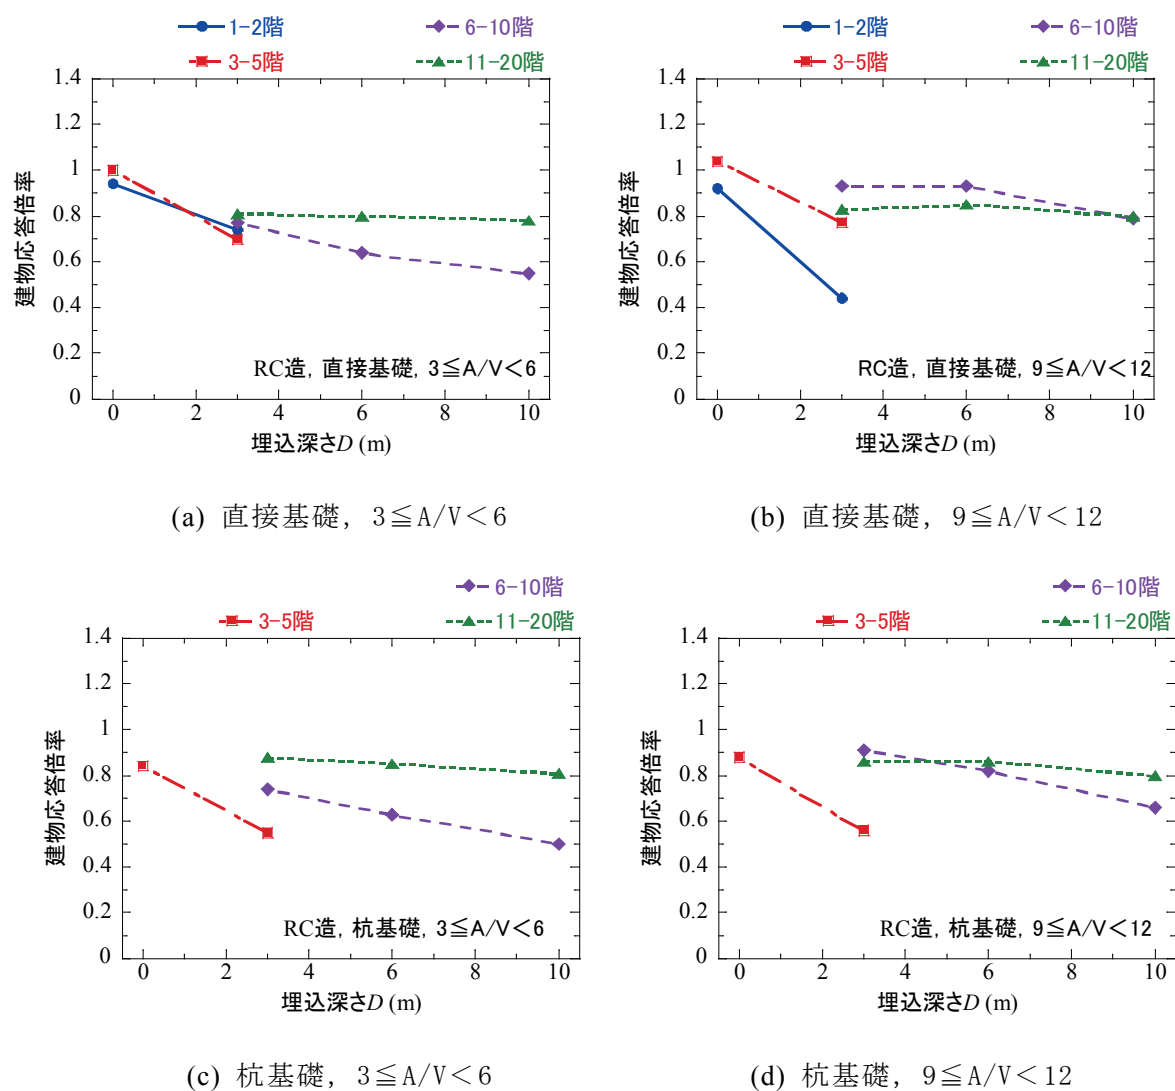 1-2階
6-10階
3-5階
11-20階
建物応答倍率
1.4
1.2
1
0.8
0.6
0.4
0.2
0
RC造, 直接基礎, 3≦A/V<6
0 2 4 6 8 10
埋込深さD (m)
(a) 直接基礎, 3≦A/V<6
1-2階
6-10階
3-5階
11-20階
建物応答倍率
1.4
1.2
1
0.8
0.6
0.4
0.2
0
RC造, 直接基礎, 9≦A/V<12
0 2 4 6 8 10
埋込深さD (m)
(b) 直接基礎, 9≦A/V<12
6-10階
3-5階
11-20階
建物応答倍率
1.4
1.2
1
0.8
0.6
0.4
0.2
0
RC造, 杭基礎, 3≦A/V<6
0 2 4 6 8 10
埋込深さD (m)
(c) 杭基礎, 3≦A/V<6
6-10階
3-5階
11-20階
建物応答倍率
1.4
1.2
1
0.8
0.6
0.4
0.2
0
RC造, 杭基礎, 9≦A/V<12
0 2 4 6 8 10
埋込深さD (m)
(d) 杭基礎, 9≦A/V<12